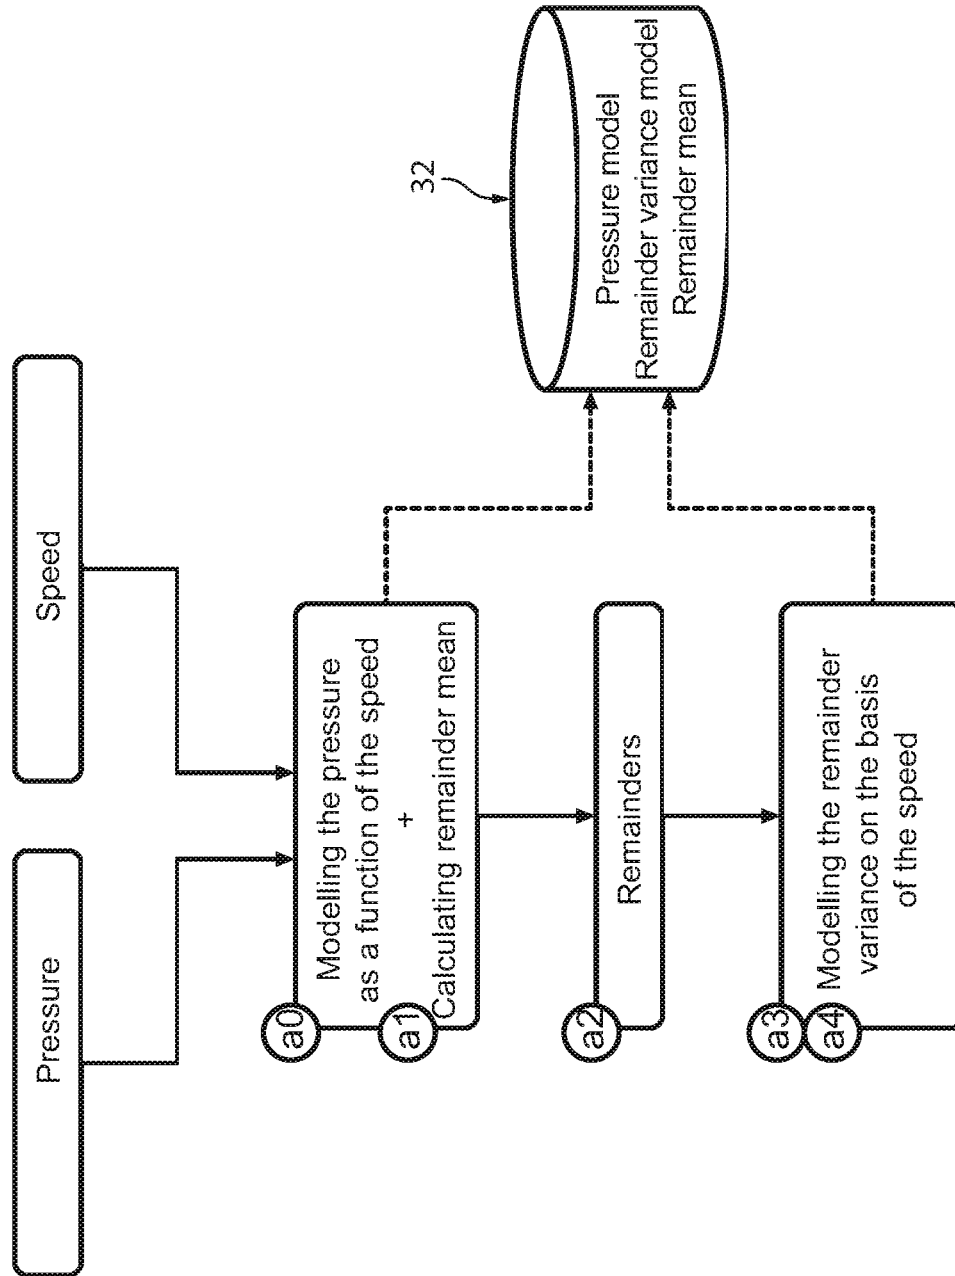 Pressure
Speed
a0
Modelling the pressure
as a function of the speed
+
a1
Calculating remainder mean
a2
Remainders
a3
a4
Modelling the remainder
variance on the basis
of the speed
32
Pressure model
Remainder variance model
Remainder mean